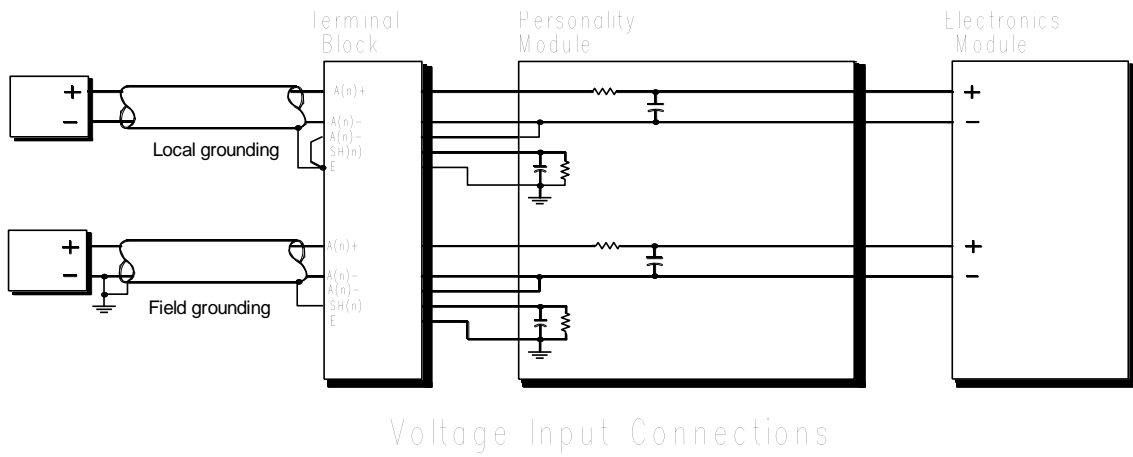 Terminal
Block
Personality
Module
Electronics
Module
+
−
A(n)+
A(n)-
A(n)-
SH(n)
E
Local grounding
+
−
+
−
A(n)+
A(n)-
A(n)-
SH(n)
E
Field grounding
+
−
Voltage Input Connections